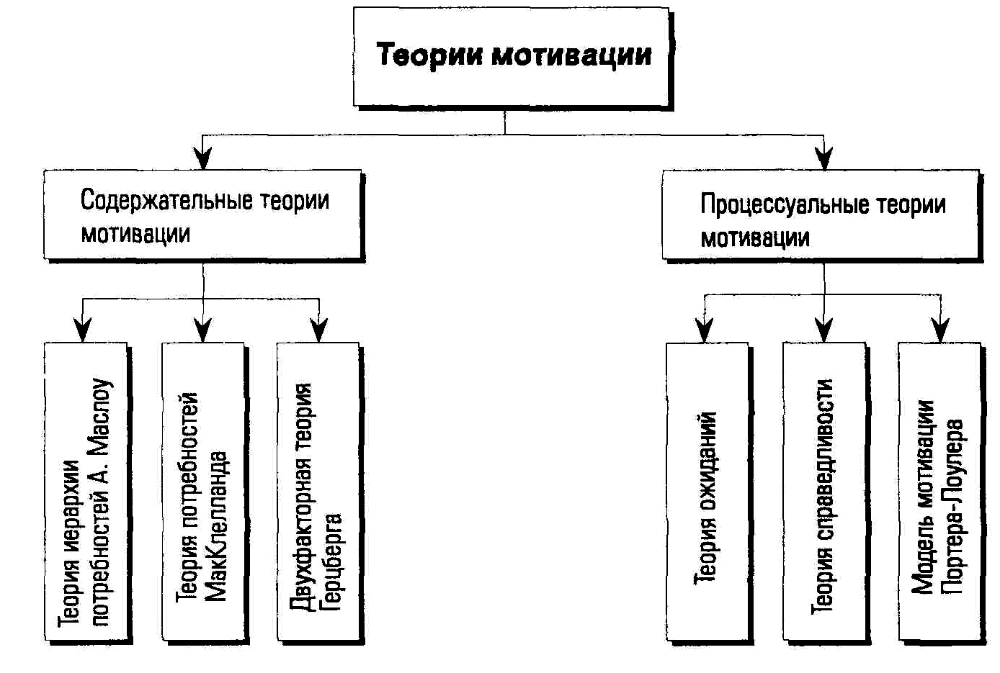 Теории мотивации
Содержательные теории
мотивации
Процессуальные теории
мотивации
Теория иерархии
потребностей А. Маслоу
Теория потребностей
МакКлелланда
Двухфакторная теория
Герцберга
Теория ожиданий
Теория справедливости
Модель мотивации
Портера-Лоулера